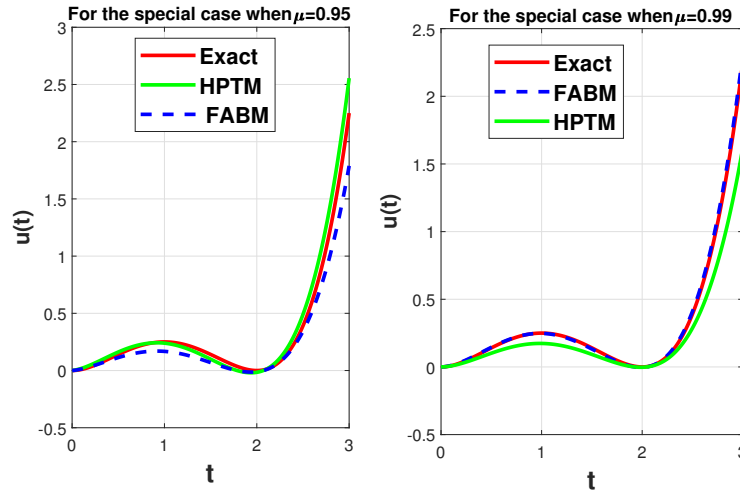 For the special case when μ=0.95
3
2.5
2
1.5
1
0.5
0
-0.5
u(t)
Exact
HPTM
FABM
0
1
2
3
t
For the special case when μ=0.99
2.5
2
1.5
1
0.5
0
-0.5
u(t)
Exact
FABM
HPTM
0
1
2
3
t